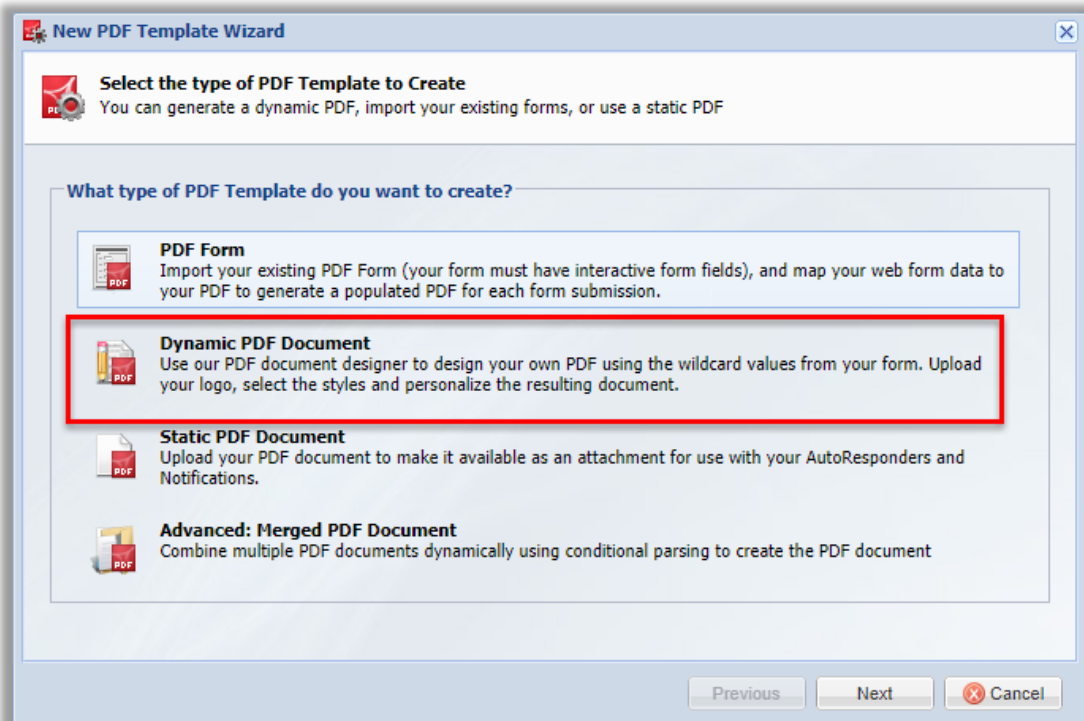 New PDF Template Wizard
Select the type of PDF Template to Create
You can generate a dynamic PDF, import your existing forms, or use a static PDF
What type of PDF Template do you want to create?
PDF Form
Import your existing PDF Form (your form must have interactive form fields), and map your web form data to
your PDF to generate a populated PDF for each form submission.
Dynamic PDF Document
Use our PDF document designer to design your own PDF using the wildcard values from your form. Upload
your logo, select the styles and personalize the resulting document.
Static PDF Document
Upload your PDF document to make it available as an attachment for use with your AutoResponders and
Notifications.
Advanced: Merged PDF Document
Combine multiple PDF documents dynamically using conditional parsing to create the PDF document
Previous Next Cancel